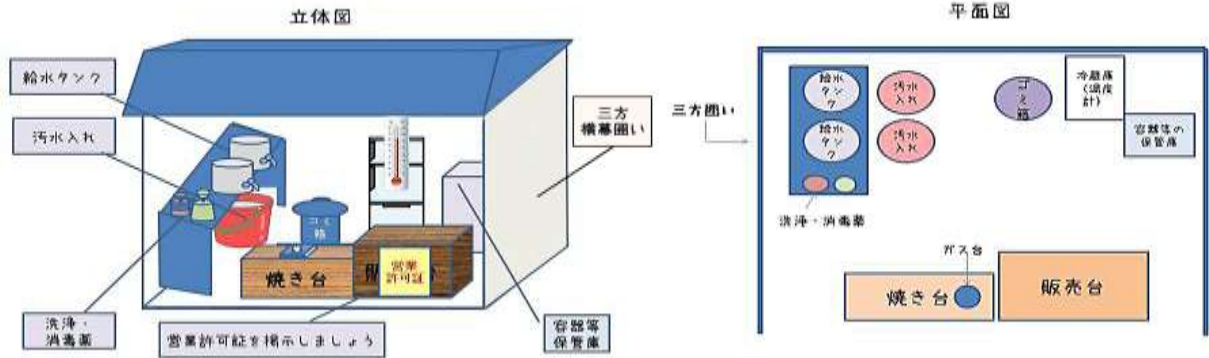 立体図
給水タンク
汚水入れ
三方
横幕囲い
ゴミ
箱
焼き台
営業
許可証
洗浄・
消毒薬
営業許可証を掲示しましょう
容器等
保管庫
平面図
三方囲い
給水
タン
ク
汚水
入れ
給水
タン
ク
汚水
入れ
ゴミ
箱
冷蔵庫
(温度
計)
容器等の
保管庫
洗浄・消毒薬
ガス台
焼き台
販売台